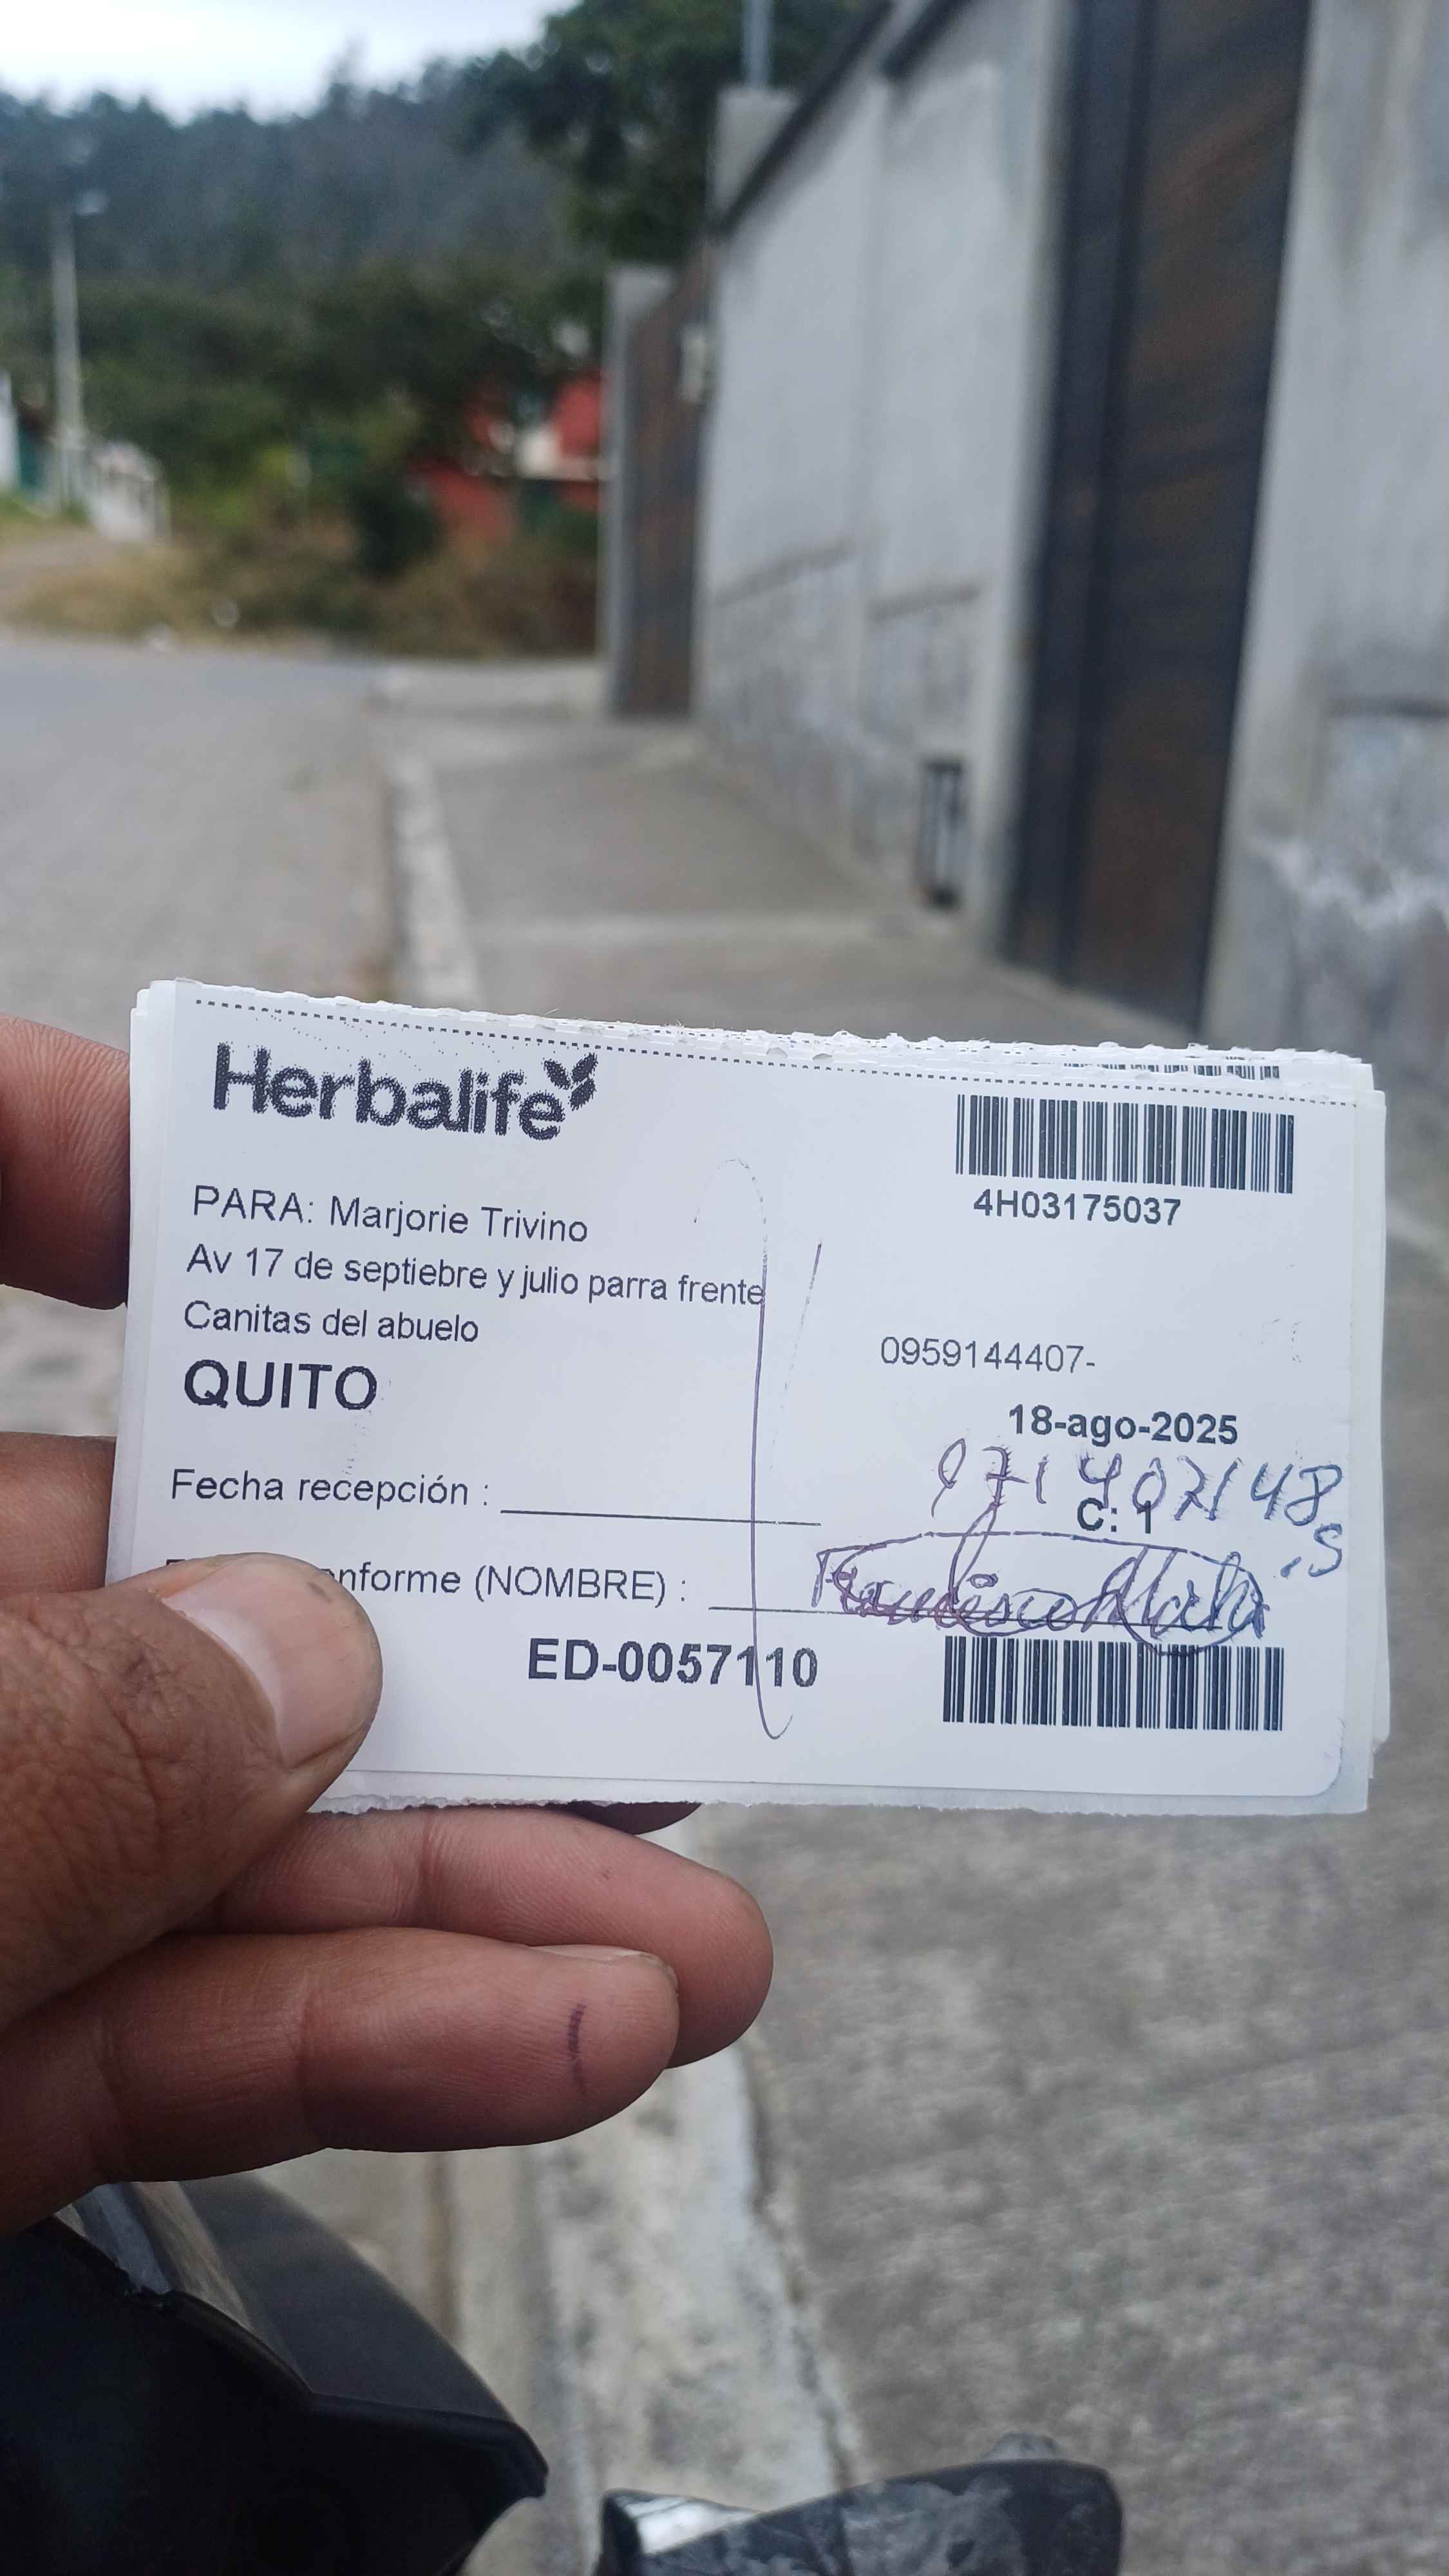 Herbalife
4H03175037
PARA: Marjorie Trivino
Av 17 de septiebre y julio parra frente
Canitas del abuelo
QUITO
0959144407-
18-ago-2025
C: 1
Fecha recepción :
(NOMBRE) :
ED-0057110